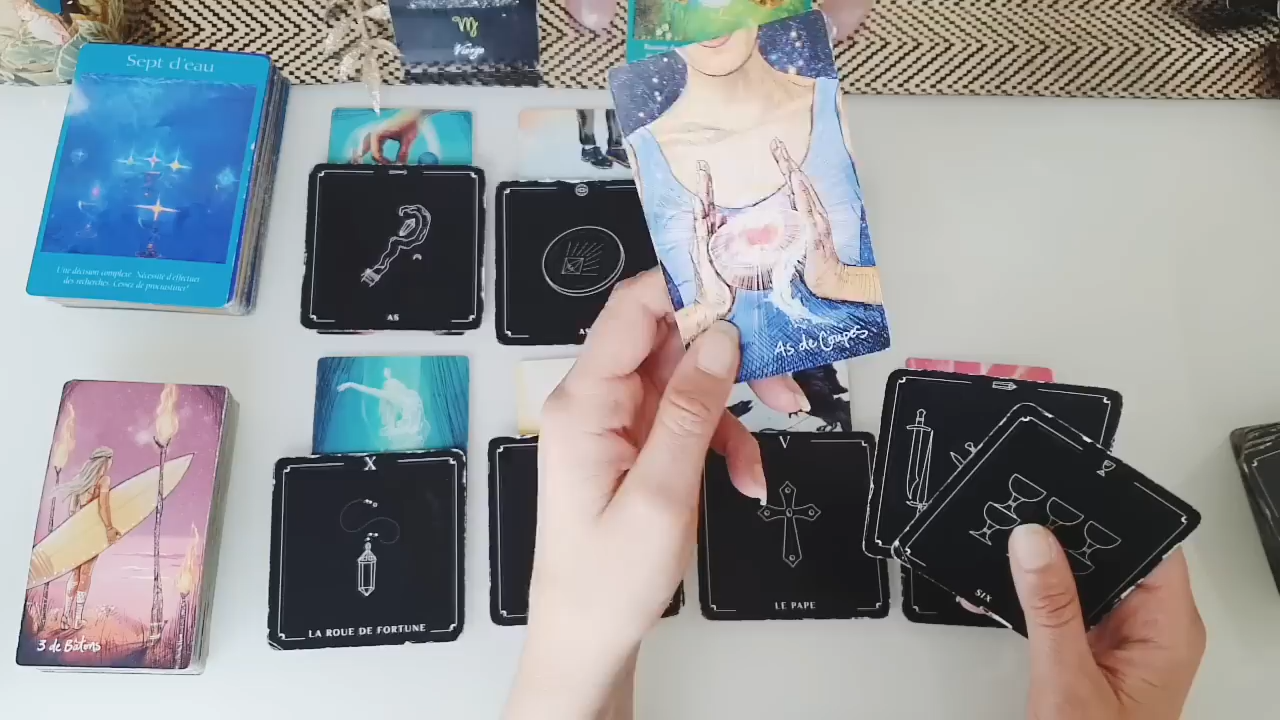 Sept d'eau
Une décision complexe. Nécessité d'effectuer
des recherches. Cessez de procrastiner!
3 de Bâtons
AS
As de Coupes
X
LA ROUE DE FORTUNE
V
LE PAPE
SIX